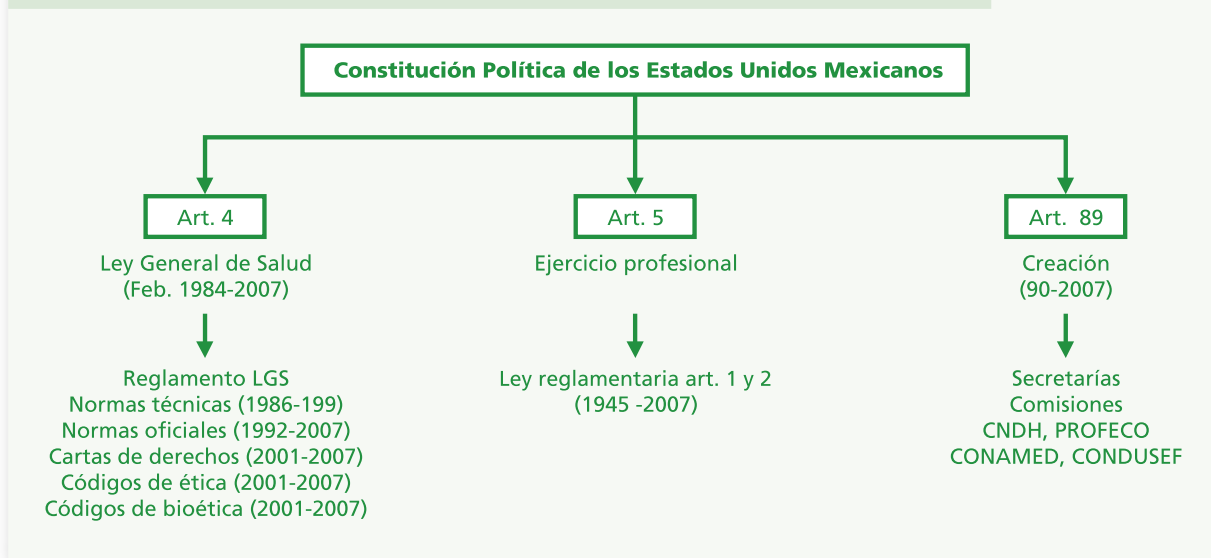 Constitución Política de los Estados Unidos Mexicanos
Art. 4
Ley General de Salud
(Feb. 1984-2007)
Reglamento LGS
Normas técnicas (1986-199)
Normas oficiales (1992-2007)
Cartas de derechos (2001-2007)
Códigos de ética (2001-2007)
Códigos de bioética (2001-2007)
Art. 5
Ejercicio profesional
Ley reglamentaria art. 1 y 2
(1945 -2007)
Art. 89
Creación
(90-2007)
Secretarías
Comisiones
CNDH, PROFECO
CONAMED, CONDUSEF